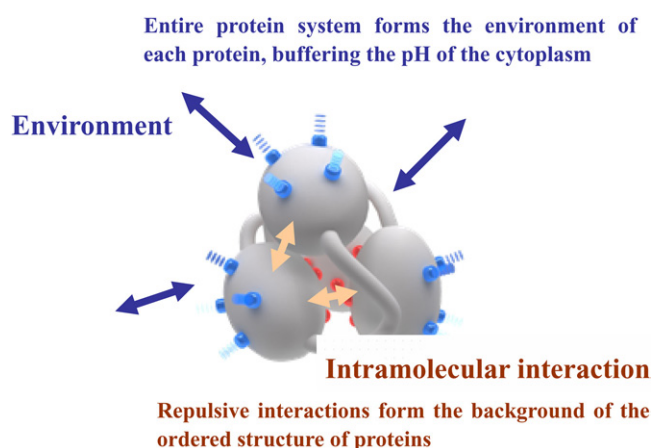 Entire protein system forms the environment of
each protein, buffering the pH of the cytoplasm
Environment
Intramolecular interaction
Repulsive interactions form the background of the
ordered structure of proteins